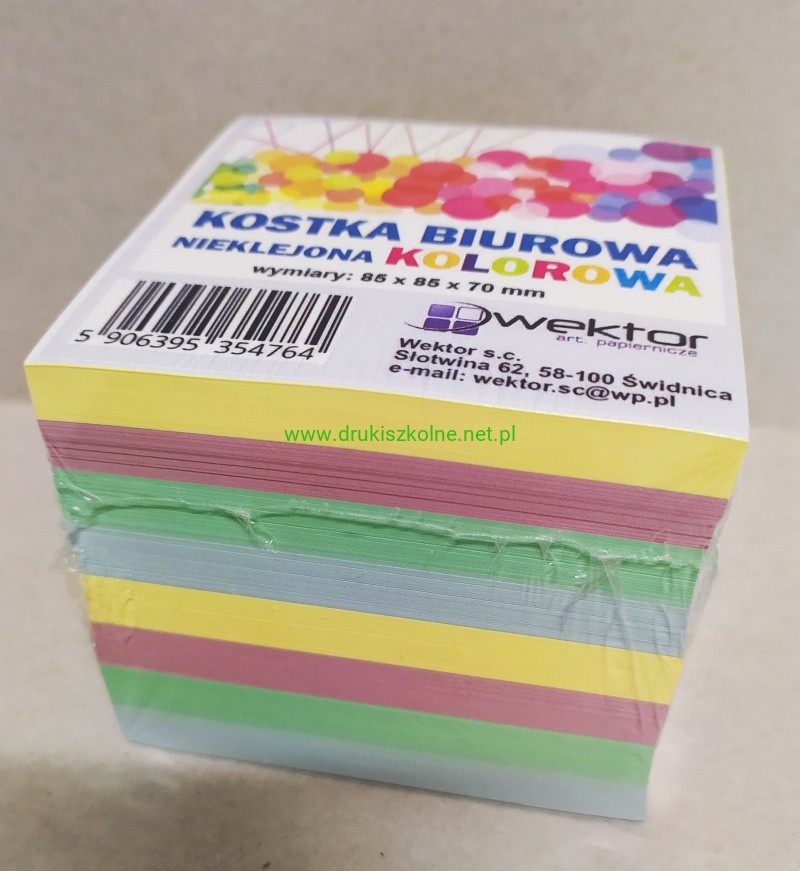 KOSTKA BIUROWA
NIEKLEJONA KOLOROWA
wymiary: 85 x 85 x 70 mm
5 906395 354764
wektor
art. papiernicze
Wektor s.c.
Słotwina 62, 58-100 Świdnica
e-mail: wektor.sc@wp.pl
www.drukiszkolne.net.pl